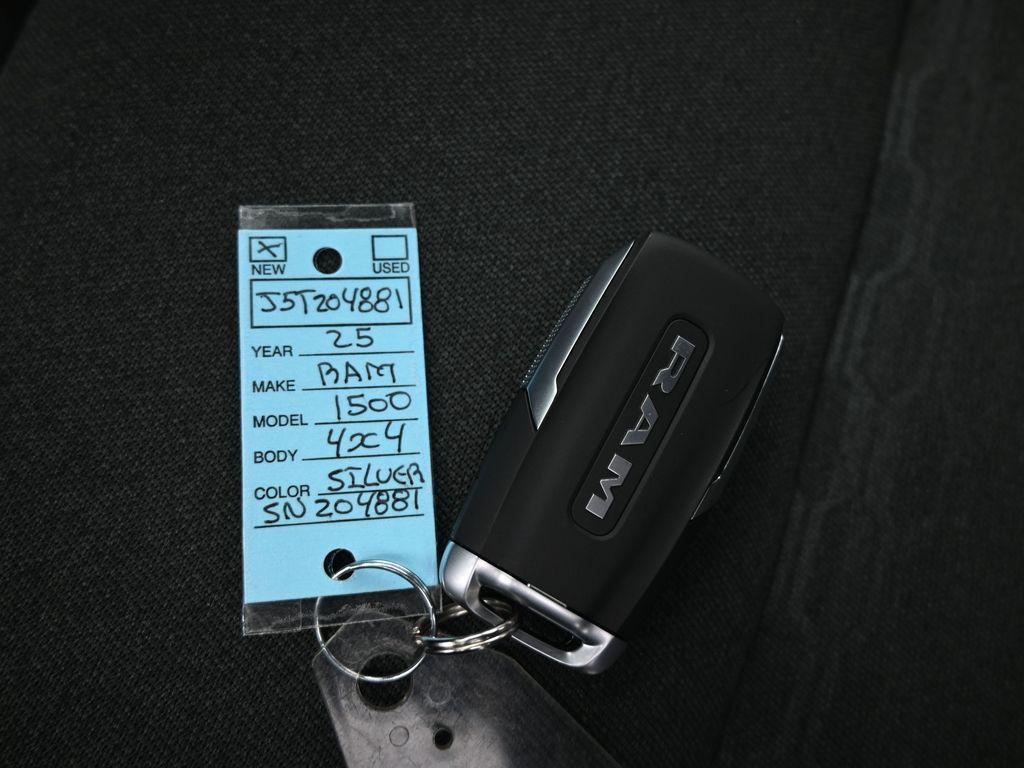 NEW USED
J5T204881
YEAR 25
MAKE RAM
MODEL 1500
BODY 4x4
COLOR SILVER
SN 204881
RAM